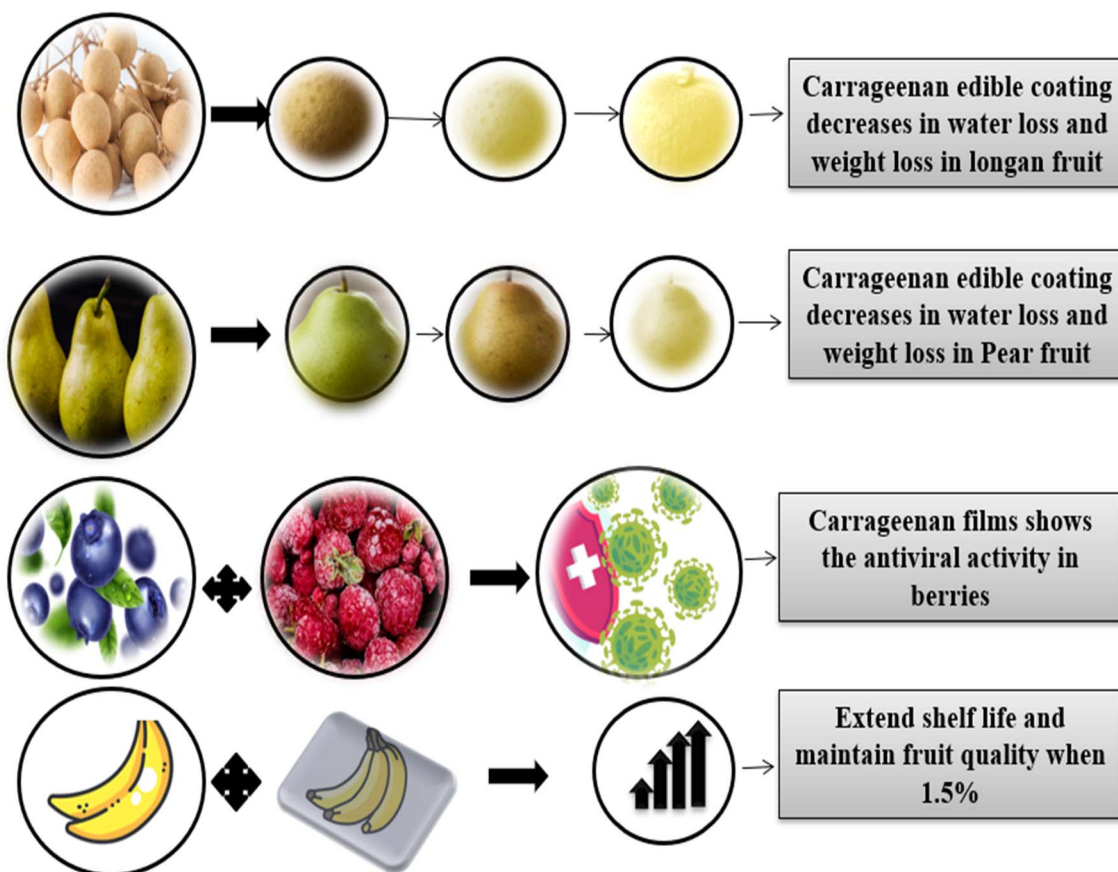 Carrageenan edible coating
decreases in water loss and
weight loss in longan fruit
Carrageenan edible coating
decreases in water loss and
weight loss in Pear fruit
Carrageenan films shows
the antiviral activity in
berries
Extend shelf life and
maintain fruit quality when
1.5%